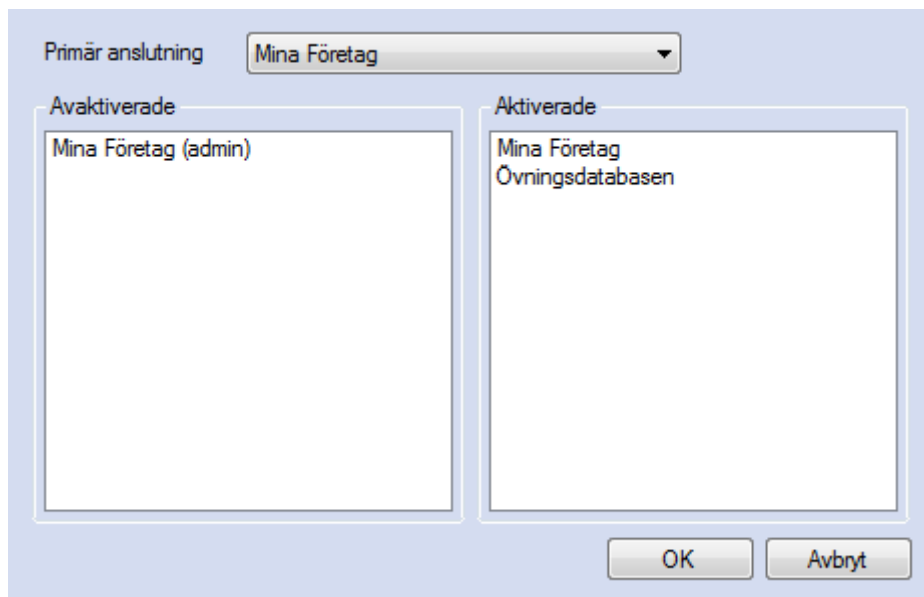 Primär anslutning
Mina Företag
Avaktiverade
Mina Företag (admin)
Aktiverade
Mina Företag
Övningsdatabasen
OK
Avbryt